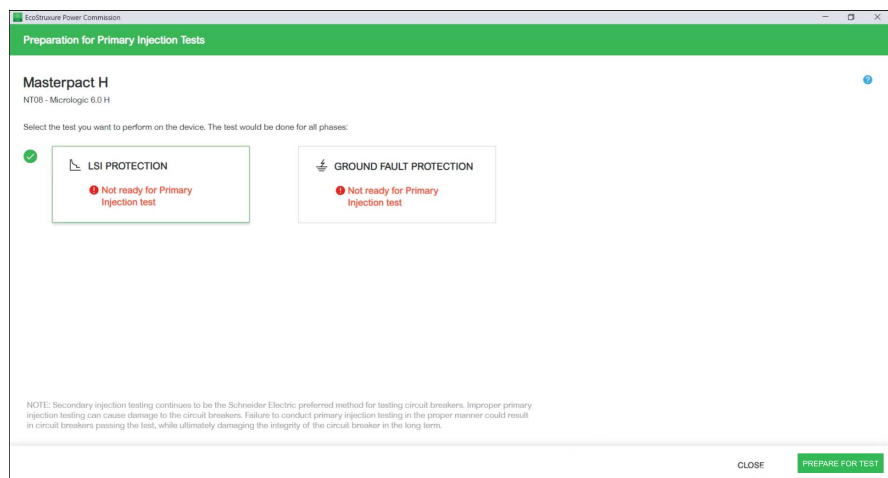 EcoStruxure Power Commission
Preparation for Primary Injection Tests
Masterpact H
NT08 - Micrologic 6.0 H
Select the test you want to perform on the device. The test would be done for all phases:
LSI PROTECTION
Not ready for Primary
Injection test
GROUND FAULT PROTECTION
Not ready for Primary
Injection test
NOTE: Secondary injection testing continues to be the Schneider Electric preferred method for testing circuit breakers. Improper primary
injection testing can cause damage to the circuit breakers. Failure to conduct primary injection testing in the proper manner could result
in circuit breakers passing the test, while ultimately damaging the integrity of the circuit breaker in the long term.
CLOSE
PREPARE FOR TEST